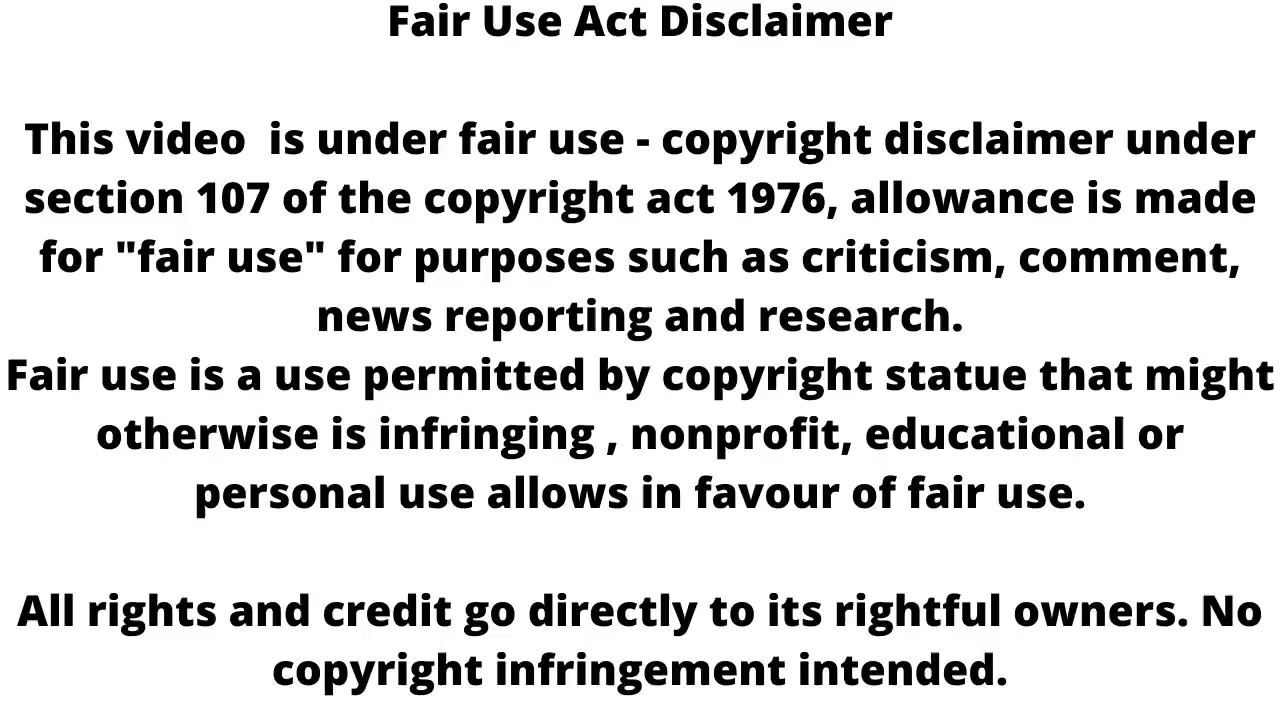 Fair Use Act Disclaimer
This video  is under fair use - copyright disclaimer under
section 107 of the copyright act 1976, allowance is made
for "fair use" for purposes such as criticism, comment,
news reporting and research.
Fair use is a use permitted by copyright statue that might
otherwise is infringing , nonprofit, educational or
personal use allows in favour of fair use.
All rights and credit go directly to its rightful owners. No
copyright infringement intended.